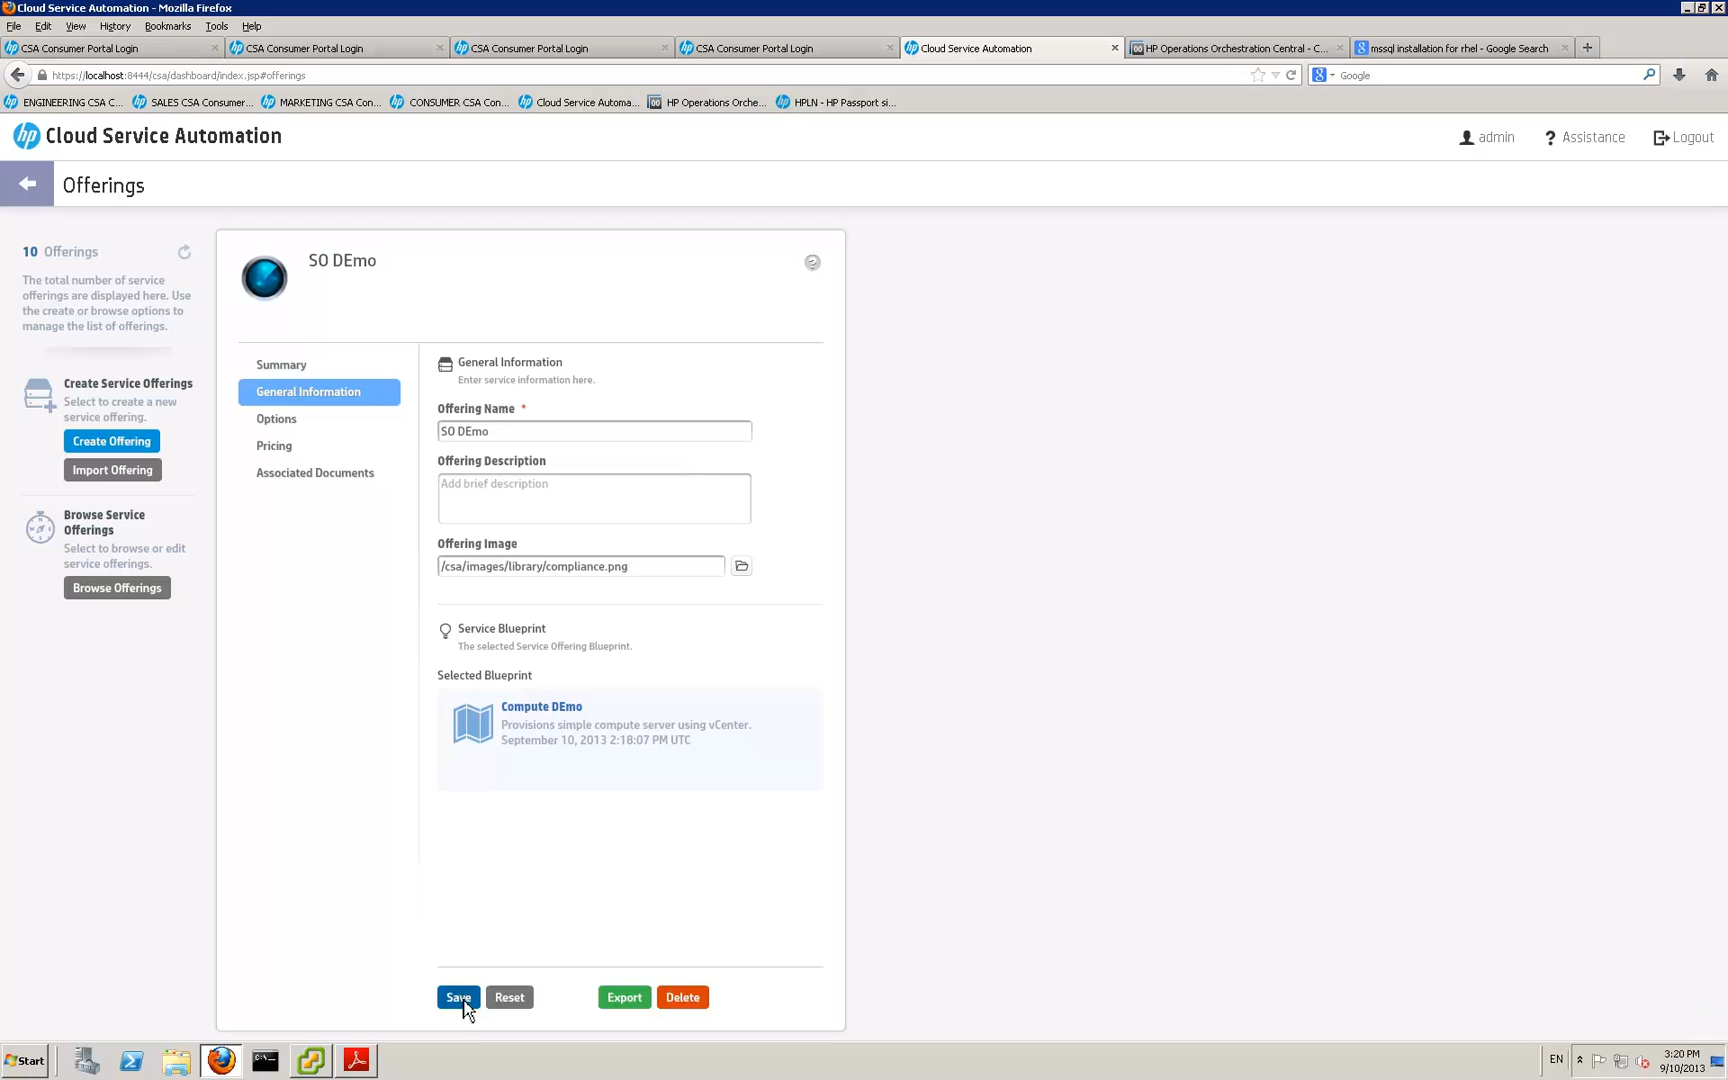 Cloud Service Automation - Mozilla Firefox
File Edit View History Bookmarks Tools Help
CSA Consumer Portal Login
CSA Consumer Portal Login
CSA Consumer Portal Login
CSA Consumer Portal Login
Cloud Service Automation
HP Operations Orchestration Central - C...
mssql installation for rhel - Google Search
https://localhost:8444/csa/dashboard/index.jsp#offerings
Google
ENGINEERING CSA C... SALES CSA Consumer... MARKETING CSA Con... CONSUMER CSA Con... Cloud Service Automa... HP Operations Orche... HPLN - HP Passport si...
hp Cloud Service Automation
admin ? Assistance Logout
Offerings
10 Offerings
The total number of service
offerings are displayed here. Use
the create or browse options to
manage the list of offerings.
Create Service Offerings
Select to create a new
service offering.
Create Offering
Import Offering
Browse Service
Offerings
Select to browse or edit
service offerings.
Browse Offerings
SO DEmo
Summary
General Information
Options
Pricing
Associated Documents
General Information
Enter service information here.
Offering Name *
SO DEmo
Offering Description
Add brief description
Offering Image
/csa/images/library/compliance.png
Service Blueprint
The selected Service Offering Blueprint.
Selected Blueprint
Compute DEmo
Provisions simple compute server using vCenter.
September 10, 2013 2:18:07 PM UTC
Save Reset Export Delete
Start
EN
3:20 PM
9/10/2013